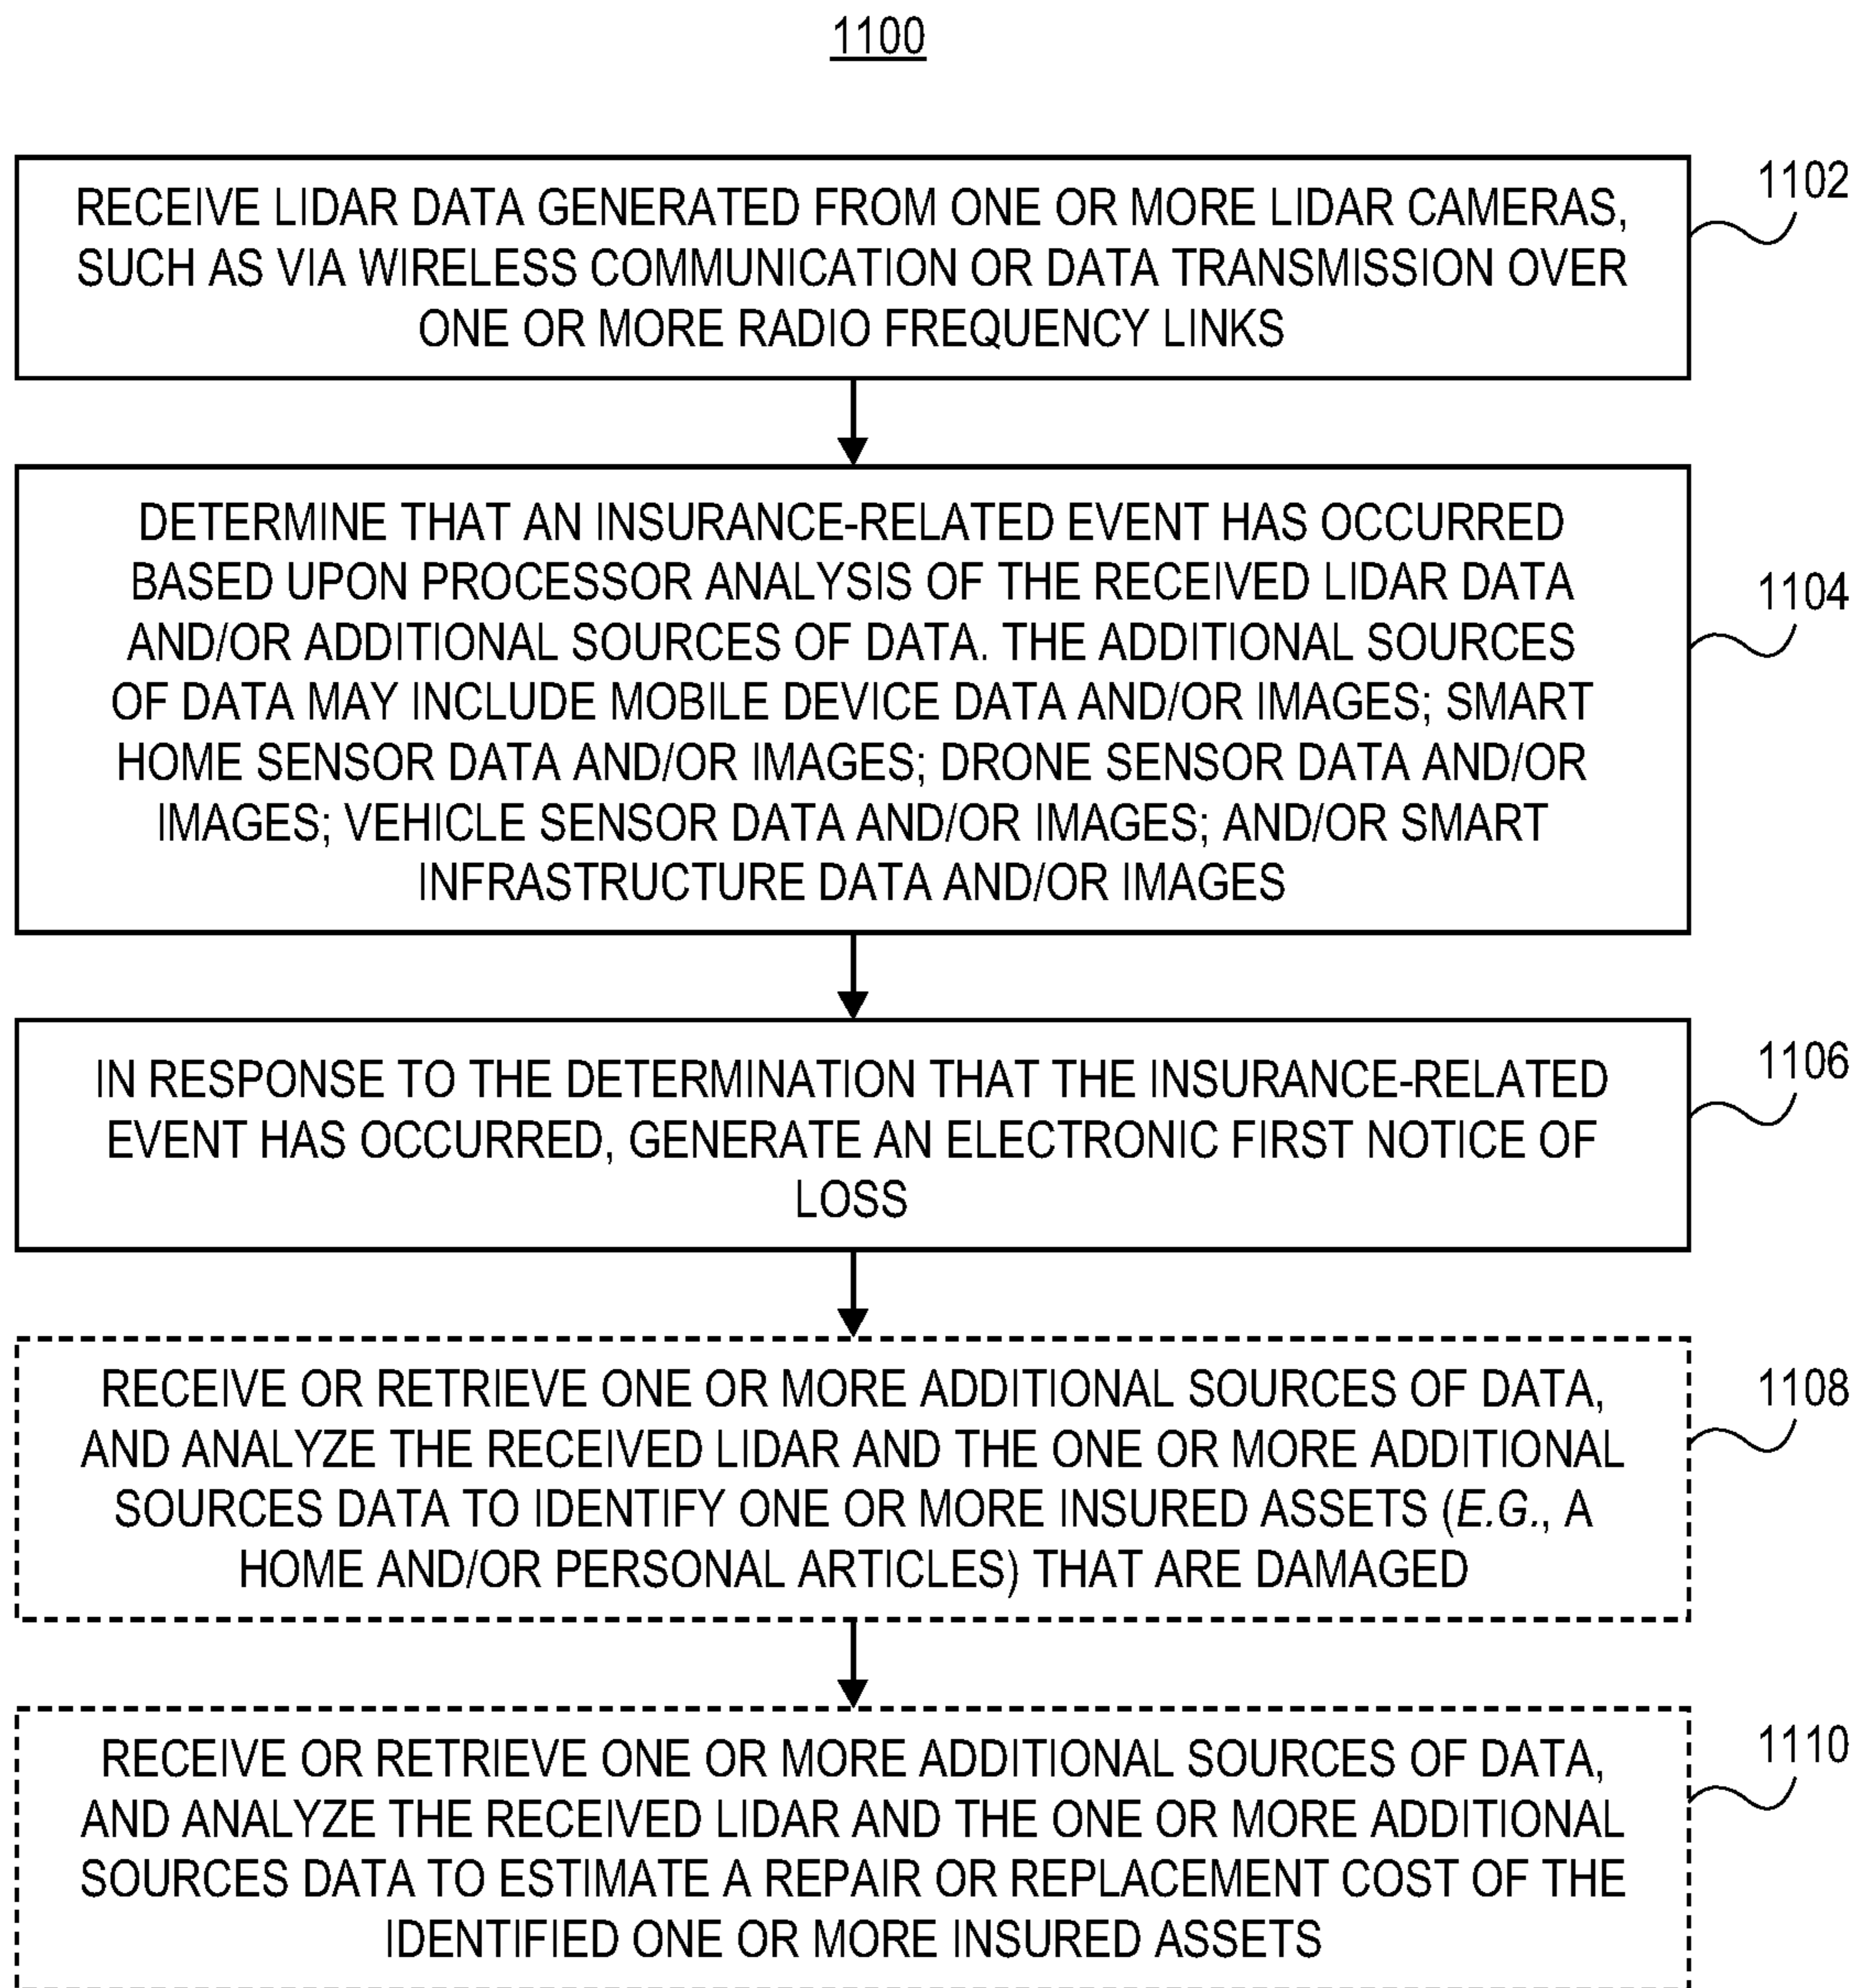 1100
RECEIVE LIDAR DATA GENERATED FROM ONE OR MORE LIDAR CAMERAS,
SUCH AS VIA WIRELESS COMMUNICATION OR DATA TRANSMISSION OVER
ONE OR MORE RADIO FREQUENCY LINKS
1102
DETERMINE THAT AN INSURANCE-RELATED EVENT HAS OCCURRED
BASED UPON PROCESSOR ANALYSIS OF THE RECEIVED LIDAR DATA
AND/OR ADDITIONAL SOURCES OF DATA. THE ADDITIONAL SOURCES
OF DATA MAY INCLUDE MOBILE DEVICE DATA AND/OR IMAGES; SMART
HOME SENSOR DATA AND/OR IMAGES; DRONE SENSOR DATA AND/OR
IMAGES; VEHICLE SENSOR DATA AND/OR IMAGES; AND/OR SMART
INFRASTRUCTURE DATA AND/OR IMAGES
1104
IN RESPONSE TO THE DETERMINATION THAT THE INSURANCE-RELATED
EVENT HAS OCCURRED, GENERATE AN ELECTRONIC FIRST NOTICE OF
LOSS
1106
RECEIVE OR RETRIEVE ONE OR MORE ADDITIONAL SOURCES OF DATA,
AND ANALYZE THE RECEIVED LIDAR AND THE ONE OR MORE ADDITIONAL
SOURCES DATA TO IDENTIFY ONE OR MORE INSURED ASSETS (E.G., A
HOME AND/OR PERSONAL ARTICLES) THAT ARE DAMAGED
1108
RECEIVE OR RETRIEVE ONE OR MORE ADDITIONAL SOURCES OF DATA,
AND ANALYZE THE RECEIVED LIDAR AND THE ONE OR MORE ADDITIONAL
SOURCES DATA TO ESTIMATE A REPAIR OR REPLACEMENT COST OF THE
IDENTIFIED ONE OR MORE INSURED ASSETS
1110